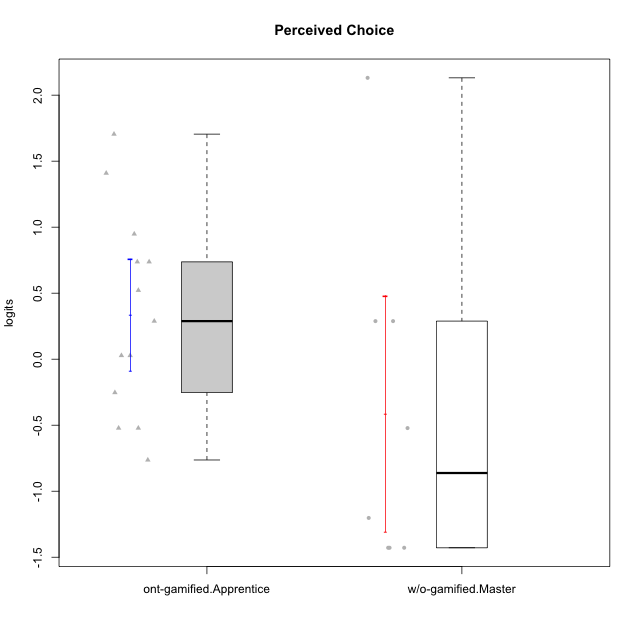 Perceived Choice
logits
2.0
1.5
1.0
0.5
0.0
-0.5
-1.0
-1.5
ont-gamified.Apprentice
w/o-gamified.Master